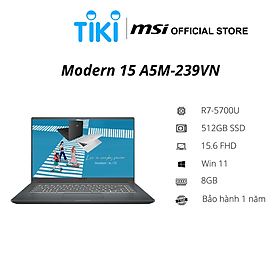 TIKI msi OFFICIAL STORE
Modern 15 A5M-239VN
R7-5700U
512GB SSD
15.6 FHD
Win 11
8GB
Bảo hành 1 năm